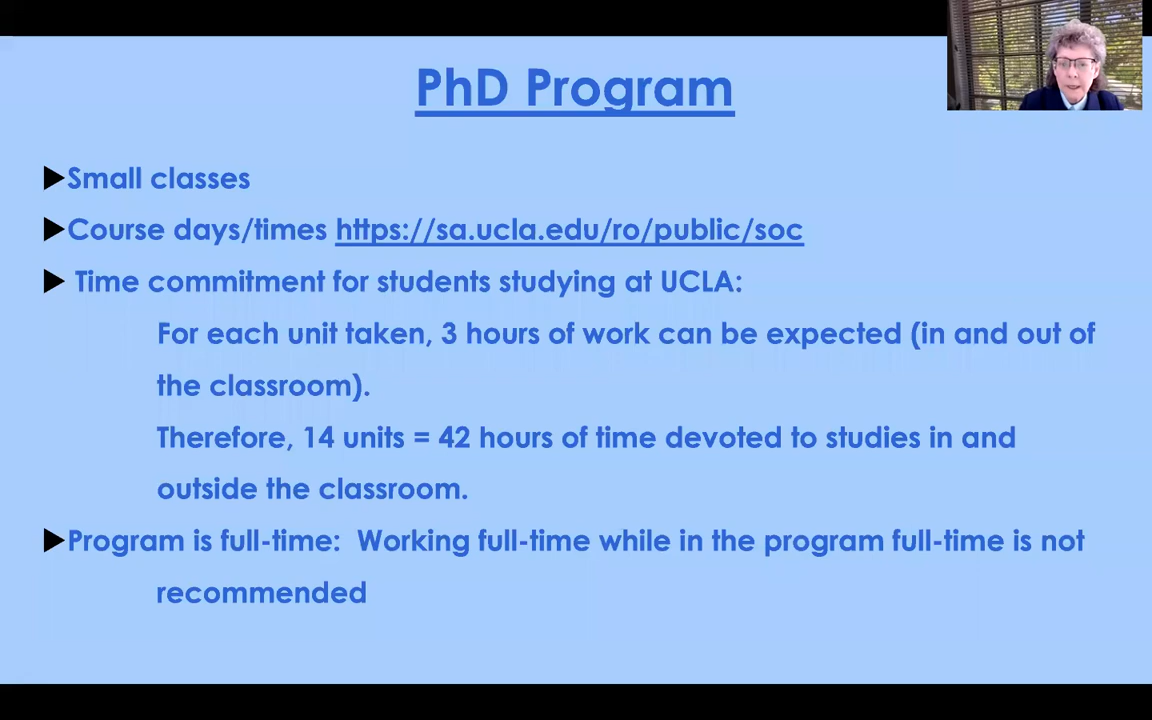 PhD Program
Small classes
Course days/times https://sa.ucla.edu/ro/public/soc
Time commitment for students studying at UCLA:
For each unit taken, 3 hours of work can be expected (in and out of
the classroom).
Therefore, 14 units = 42 hours of time devoted to studies in and
outside the classroom.
Program is full-time:  Working full-time while in the program full-time is not
recommended